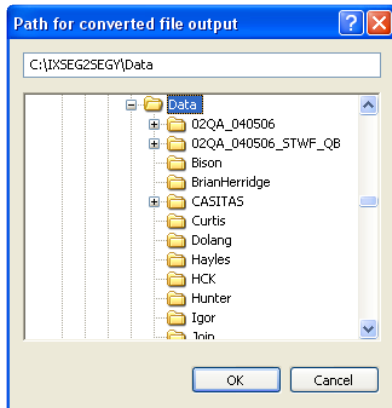 Path for converted file output
C:\IXSEG2SEGY\Data
Data
02QA_040506
02QA_040506_STWF_QB
Bison
BrianHerridge
CASITAS
Curtis
Dolang
Hayles
HCK
Hunter
Igor
Join
OK Cancel